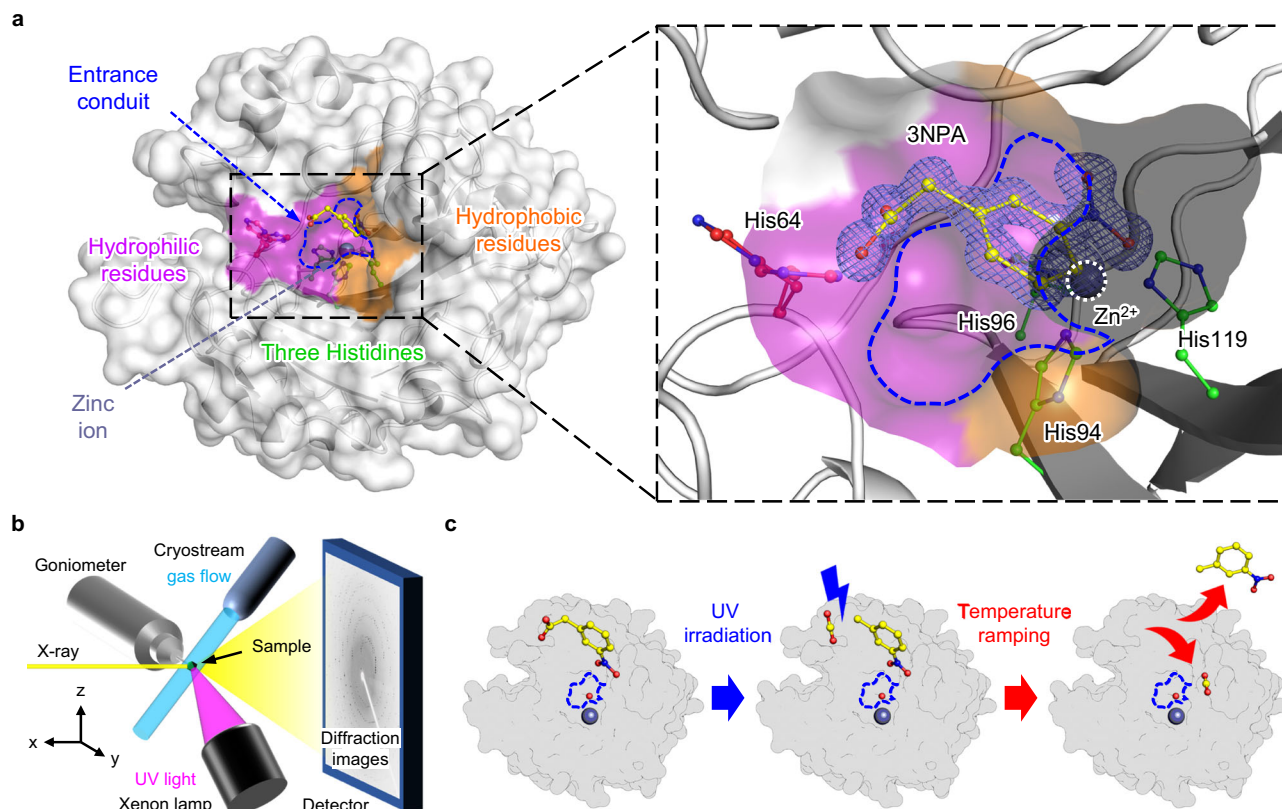 a
Entrance
conduit
Hydrophilic
residues
Hydrophobic
residues
Three Histidines
Zinc
ion
3NPA
His64
His96
Zn²⁺
His119
His94
b
Goniometer
Cryostream
gas flow
Sample
X-ray
z
x
y
UV light
Xenon lamp
Diffraction
images
Detector
c
UV
irradiation
Temperature
ramping